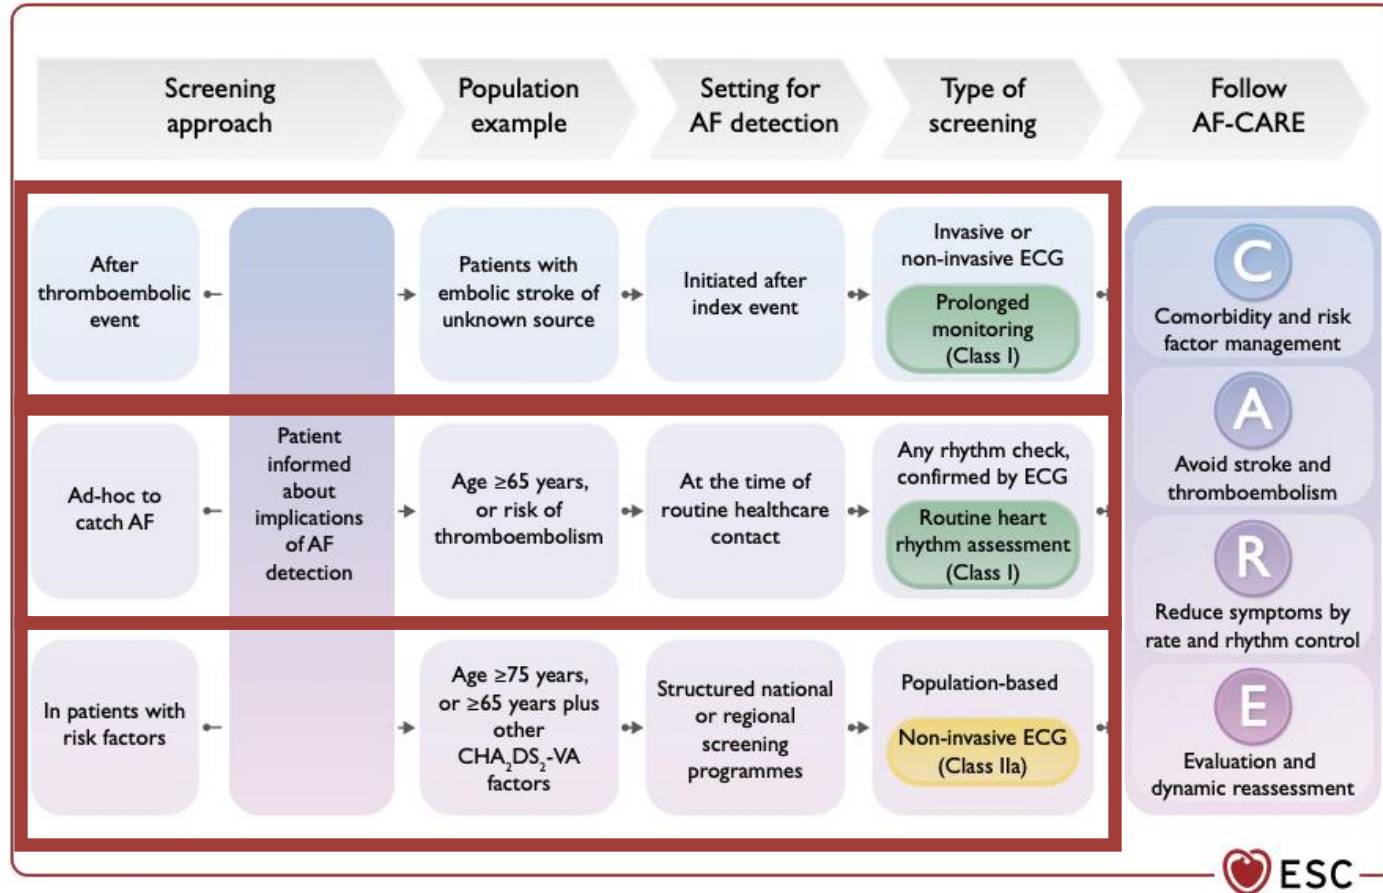 Screening
approach
Population
example
Setting for
AF detection
Type of
screening
Follow
AF-CARE
After
thromboembolic
event
Patient
informed
about
implications
of AF
detection
Patients with
embolic stroke of
unknown source
Initiated after
index event
Invasive or
non-invasive ECG
Prolonged
monitoring
(Class I)
Ad-hoc to
catch AF
Age ≥65 years,
or risk of
thromboembolism
At the time of
routine healthcare
contact
Any rhythm check,
confirmed by ECG
Routine heart
rhythm assessment
(Class I)
In patients with
risk factors
Age ≥75 years,
or ≥65 years plus
other
CHA₂DS₂-VA
factors
Structured national
or regional
screening
programmes
Population-based
Non-invasive ECG
(Class IIa)
C
Comorbidity and risk
factor management
A
Avoid stroke and
thromboembolism
R
Reduce symptoms by
rate and rhythm control
E
Evaluation and
dynamic reassessment
ESC